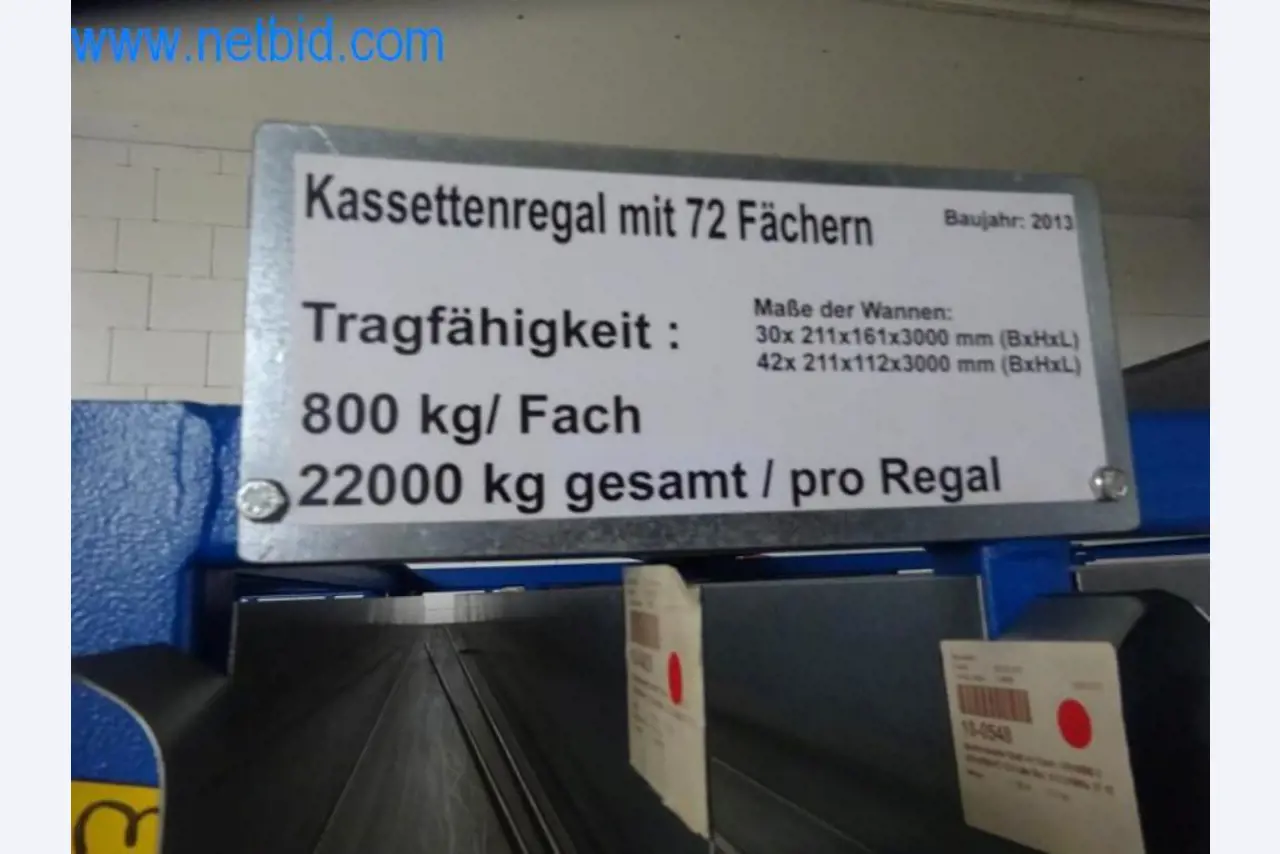 www.netbid.com
Kassettenregal mit 72 Fächern
Baujahr: 2013
Tragfähigkeit :
Maße der Wannen:
30x 211x161x3000 mm (BxHxL)
42x 211x112x3000 mm (BxHxL)
800 kg/ Fach
22000 kg gesamt / pro Regal
18-0548